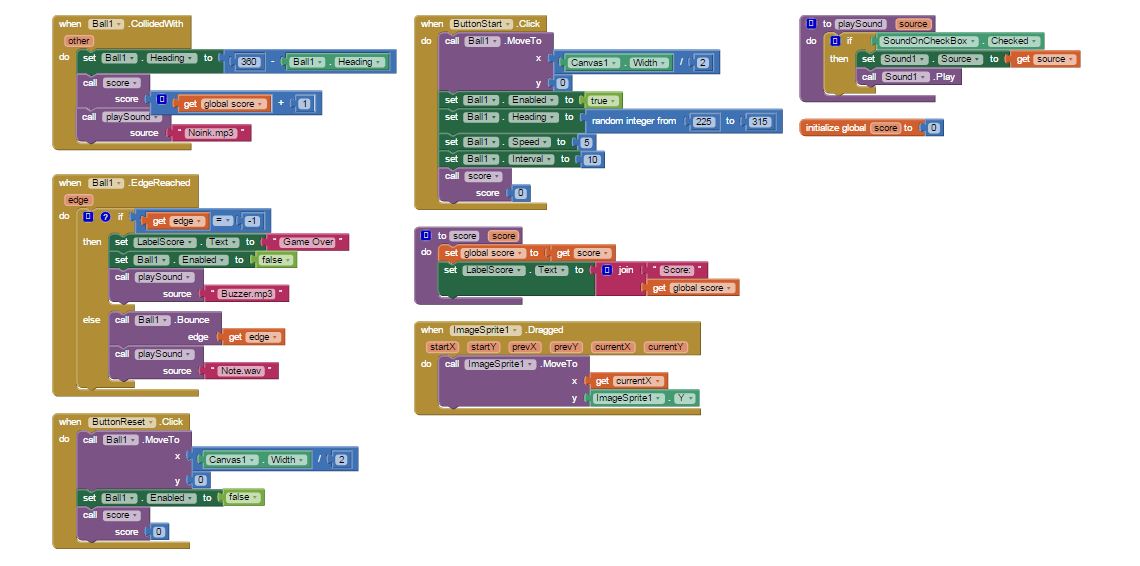 when Ball1 .CollidedWith
other
do set Ball1 . Heading to 360 - Ball1 . Heading
call score
score get global score + 1
call playSound
source " Noink.mp3 "
when Ball1 .EdgeReached
edge
do if get edge = -1
then set LabelScore . Text to " Game Over "
set Ball1 . Enabled to false
call playSound
source " Buzzer.mp3 "
else call Ball1 .Bounce
edge get edge
call playSound
source " Note.wav "
when ButtonReset .Click
do call Ball1 .MoveTo
x Canvas1 . Width / 2
y 0
set Ball1 . Enabled to false
call score
score 0
when ButtonStart .Click
do call Ball1 .MoveTo
x Canvas1 . Width / 2
y 0
set Ball1 . Enabled to true
set Ball1 . Heading to random integer from 225 to 315
set Ball1 . Speed to 5
set Ball1 . Interval to 10
call score
score 0
to score score
do set global score to get score
set LabelScore . Text to join " Score: "
get global score
when ImageSprite1 .Dragged
startX startY prevX prevY currentX currentY
do call ImageSprite1 .MoveTo
x get currentX
y ImageSprite1 . Y
to playSound source
do if SoundOnCheckBox . Checked
then set Sound1 . Source to get source
call Sound1 .Play
initialize global score to 0